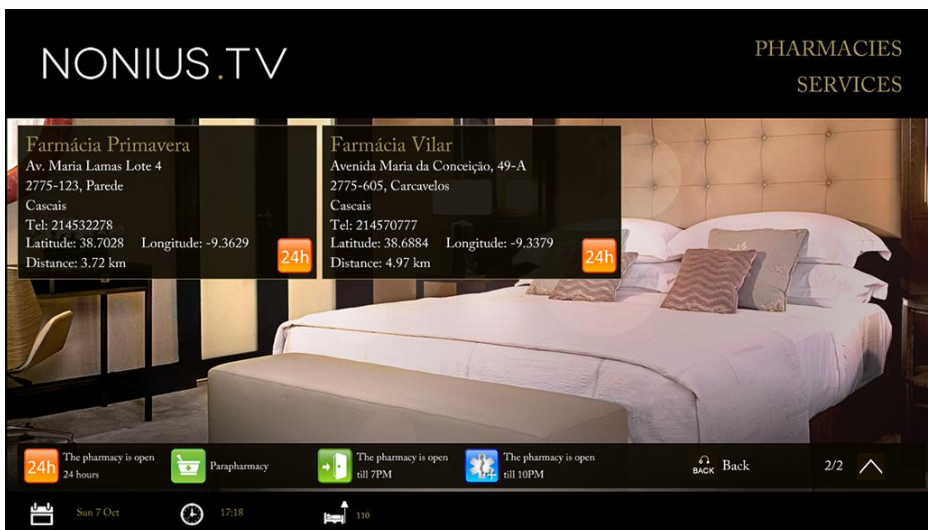 NONIUS.TV
PHARMACIES
SERVICES
Farmácia Primavera
Av. Maria Lamas Lote 4
2775-123, Parede
Cascais
Tel: 214532278
Latitude: 38.7028 Longitude: -9.3629
Distance: 3.72 km
24h
Farmácia Vilar
Avenida Maria da Conceição, 49-A
2775-605, Carcavelos
Cascais
Tel: 214570777
Latitude: 38.6884 Longitude: -9.3379
Distance: 4.97 km
24h
24h
The pharmacy is open
24 hours
Parapharmacy
The pharmacy is open
till 7PM
The pharmacy is open
till 10PM
BACK Back
2/2
Sun 7 Oct
17:18
110